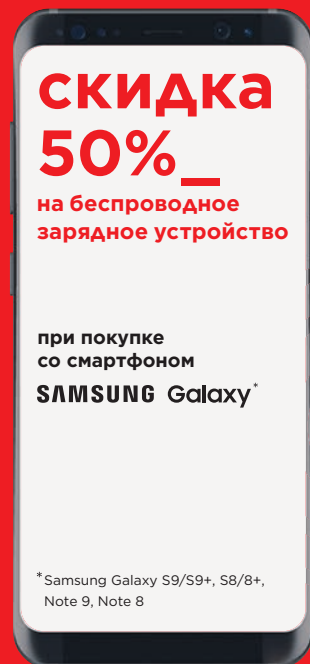 скидка
50%_
на беспроводное
зарядное устройство
при покупке
со смартфоном
SAMSUNG Galaxy*
*Samsung Galaxy S9/S9+, S8/8+,
Note 9, Note 8